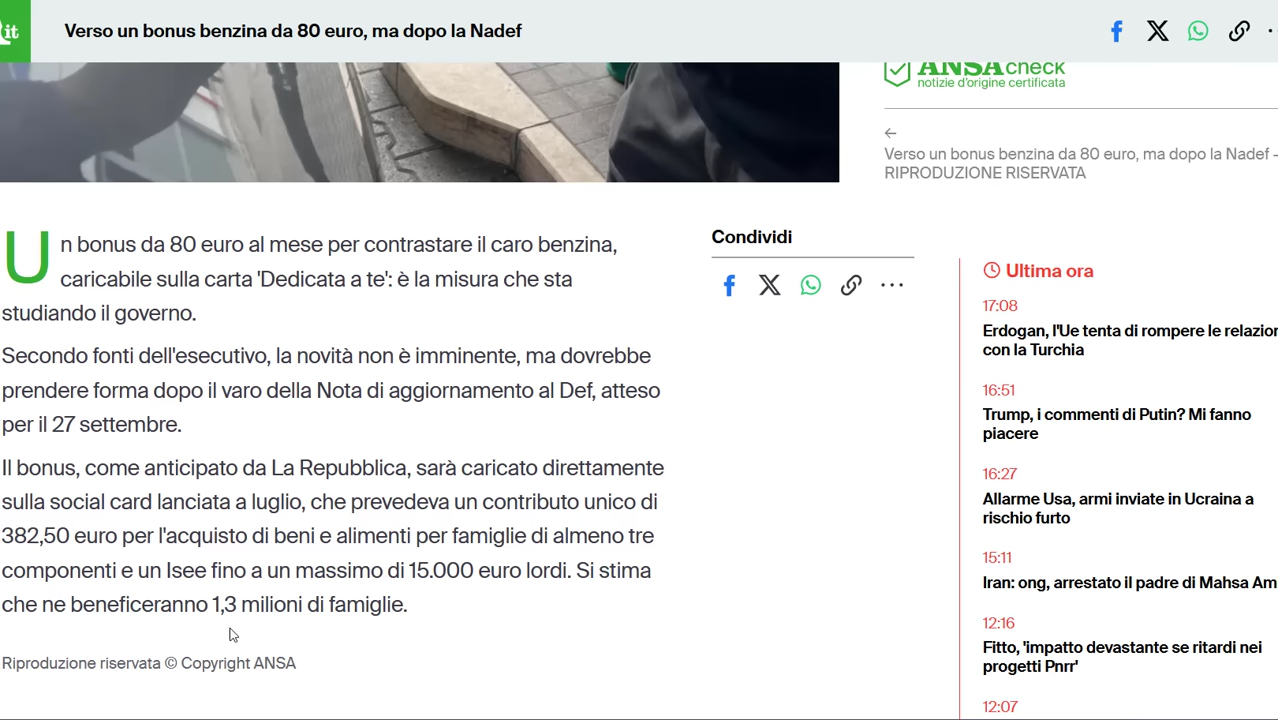 it
Verso un bonus benzina da 80 euro, ma dopo la Nadef
ANSA check
notizie d'origine certificata
←
Verso un bonus benzina da 80 euro, ma dopo la Nadef -
RIPRODUZIONE RISERVATA
Un bonus da 80 euro al mese per contrastare il caro benzina,
caricabile sulla carta 'Dedicata a te': è la misura che sta
studiando il governo.
Secondo fonti dell'esecutivo, la novità non è imminente, ma dovrebbe
prendere forma dopo il varo della Nota di aggiornamento al Def, atteso
per il 27 settembre.
Il bonus, come anticipato da La Repubblica, sarà caricato direttamente
sulla social card lanciata a luglio, che prevedeva un contributo unico di
382,50 euro per l'acquisto di beni e alimenti per famiglie di almeno tre
componenti e un Isee fino a un massimo di 15.000 euro lordi. Si stima
che ne beneficeranno 1,3 milioni di famiglie.
Riproduzione riservata © Copyright ANSA
Condividi
Ultima ora
17:08
Erdogan, l'Ue tenta di rompere le relazior
con la Turchia
16:51
Trump, i commenti di Putin? Mi fanno
piacere
16:27
Allarme Usa, armi inviate in Ucraina a
rischio furto
15:11
Iran: ong, arrestato il padre di Mahsa Am
12:16
Fitto, 'impatto devastante se ritardi nei
progetti Pnrr'
12:07